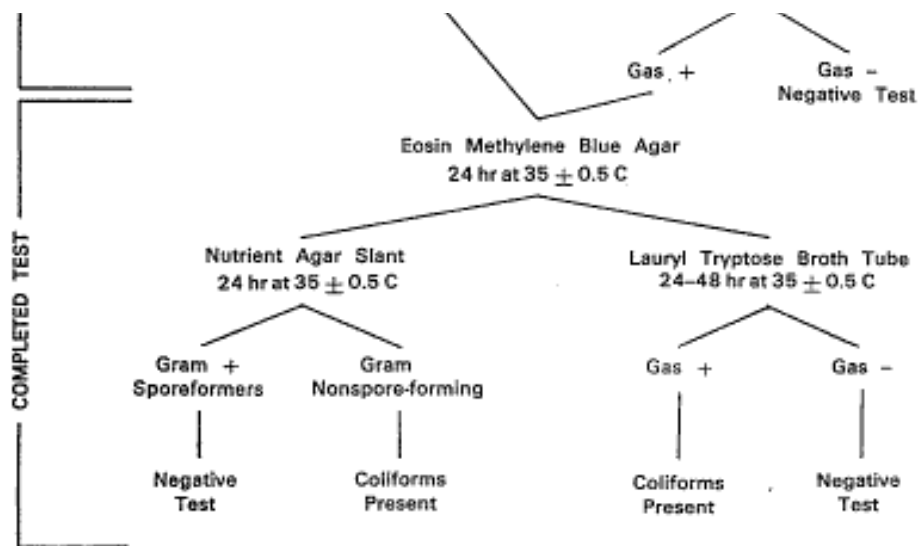 Gas +
Gas –
Negative Test
Eosin Methylene Blue Agar
24 hr at 35 ± 0.5 C
COMPLETED TEST
Nutrient Agar Slant
24 hr at 35 ± 0.5 C
Lauryl Tryptose Broth Tube
24–48 hr at 35 ± 0.5 C
Gram +
Sporeformers
Gram
Nonspore-forming
Gas +
Gas –
Negative
Test
Coliforms
Present
Coliforms
Present
Negative
Test